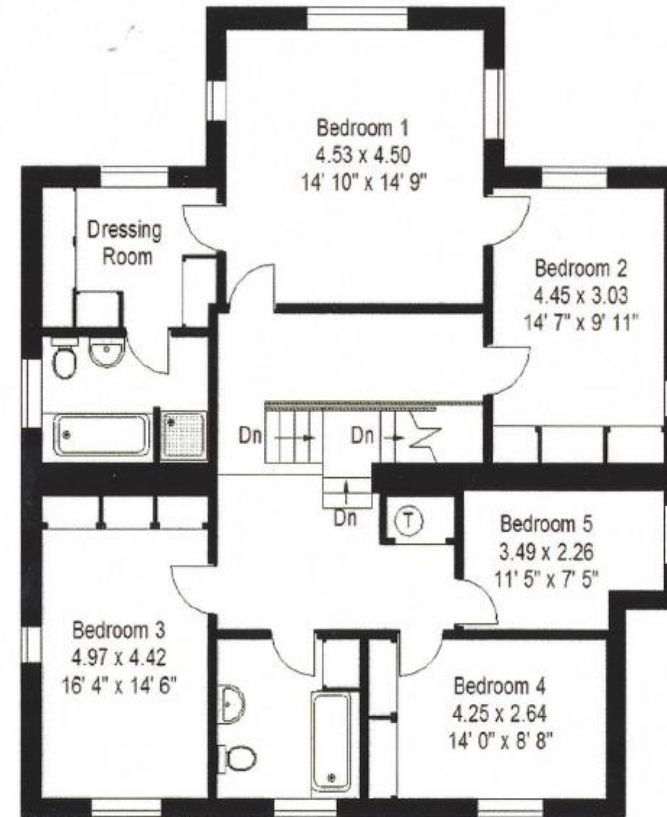 Bedroom 1
4.53 x 4.50
14' 10" x 14' 9"
Dressing
Room
Bedroom 2
4.45 x 3.03
14' 7" x 9' 11"
Dn
Dn
Dn
T
Bedroom 5
3.49 x 2.26
11' 5" x 7' 5"
Bedroom 3
4.97 x 4.42
16' 4" x 14' 6"
Bedroom 4
4.25 x 2.64
14' 0" x 8' 8"